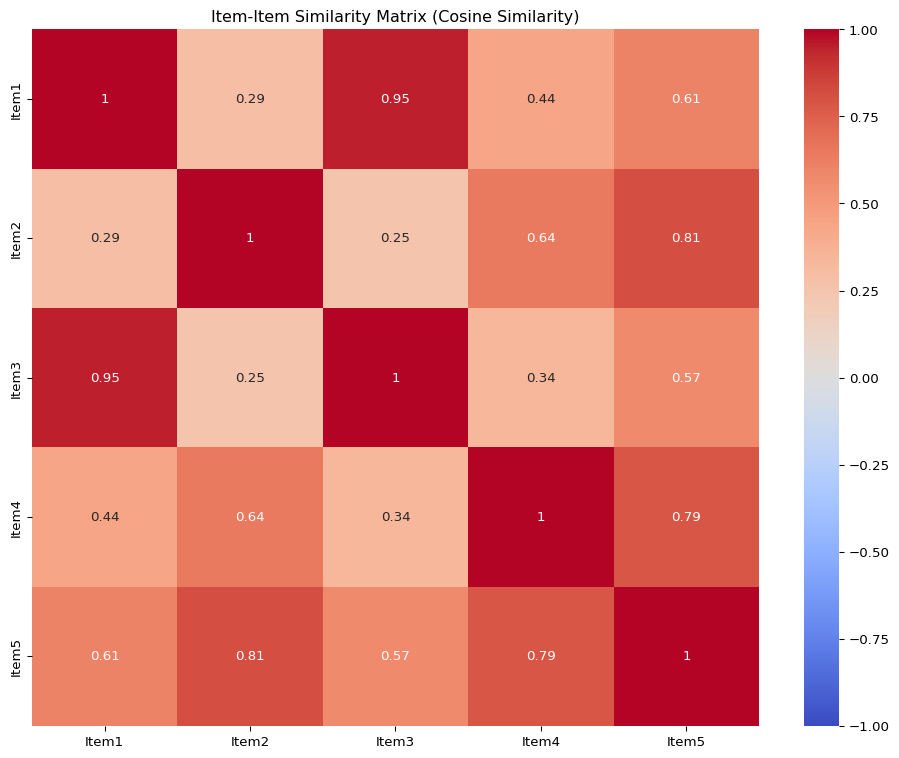 Item-Item Similarity Matrix (Cosine Similarity)
Item1 1 0.29 0.95 0.44 0.61
Item2 0.29 1 0.25 0.64 0.81
Item3 0.95 0.25 1 0.34 0.57
Item4 0.44 0.64 0.34 1 0.79
Item5 0.61 0.81 0.57 0.79 1
Item1 Item2 Item3 Item4 Item5
1.00
0.75
0.50
0.25
0.00
−0.25
−0.50
−0.75
−1.00